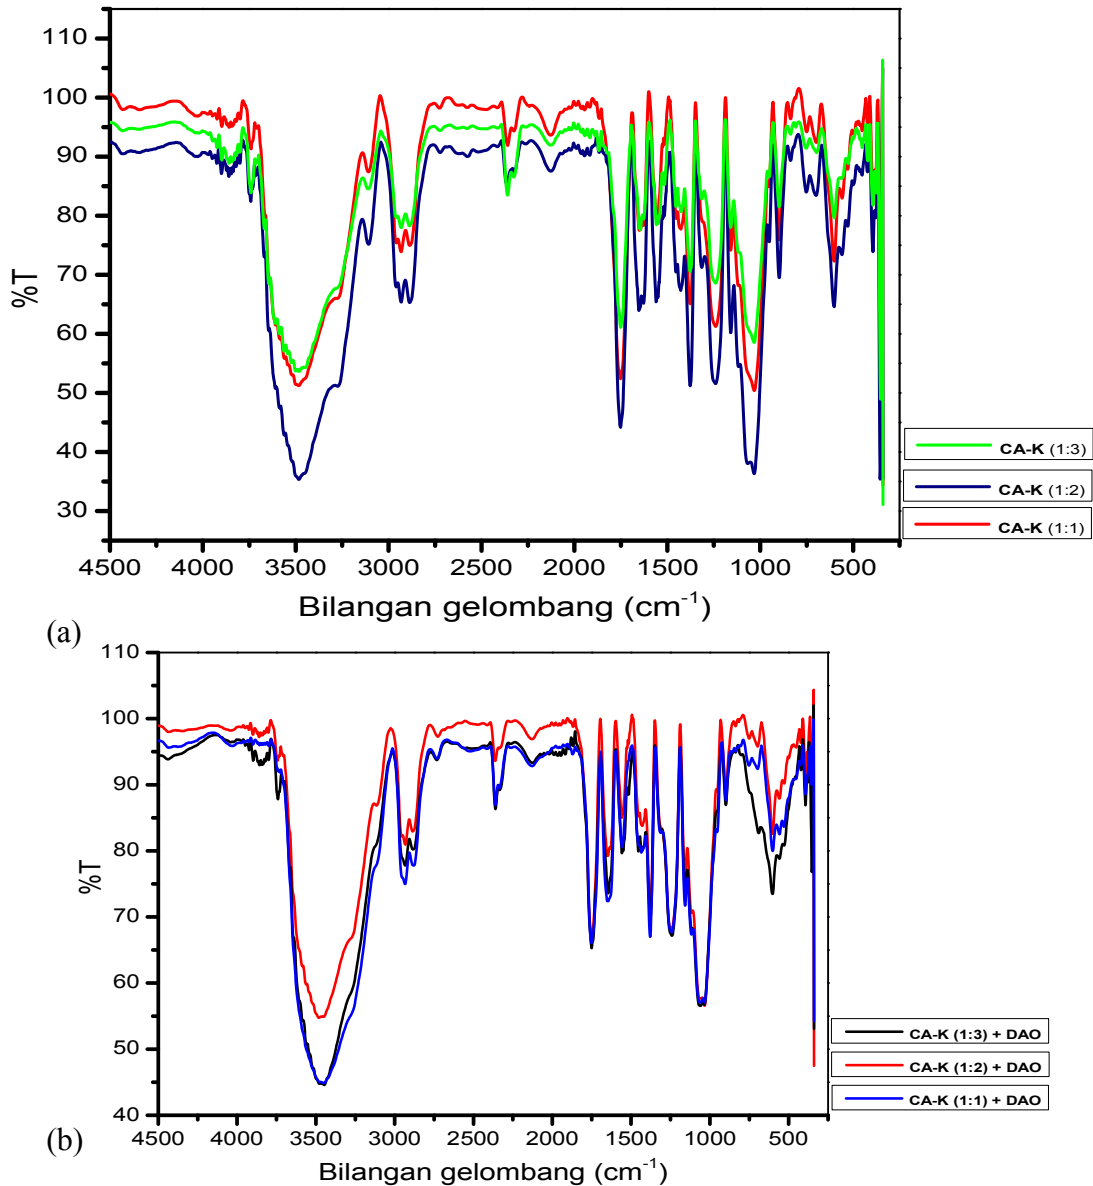 110
100
90
80
70
60
50
40
30
%T
4500 4000 3500 3000 2500 2000 1500 1000 500
Bilangan gelombang (cm⁻¹)
CA-K (1:3)
CA-K (1:2)
CA-K (1:1)
(a)
110
100
90
80
70
60
50
40
%T
4500 4000 3500 3000 2500 2000 1500 1000 500
Bilangan gelombang (cm⁻¹)
CA-K (1:3) + DAO
CA-K (1:2) + DAO
CA-K (1:1) + DAO
(b)